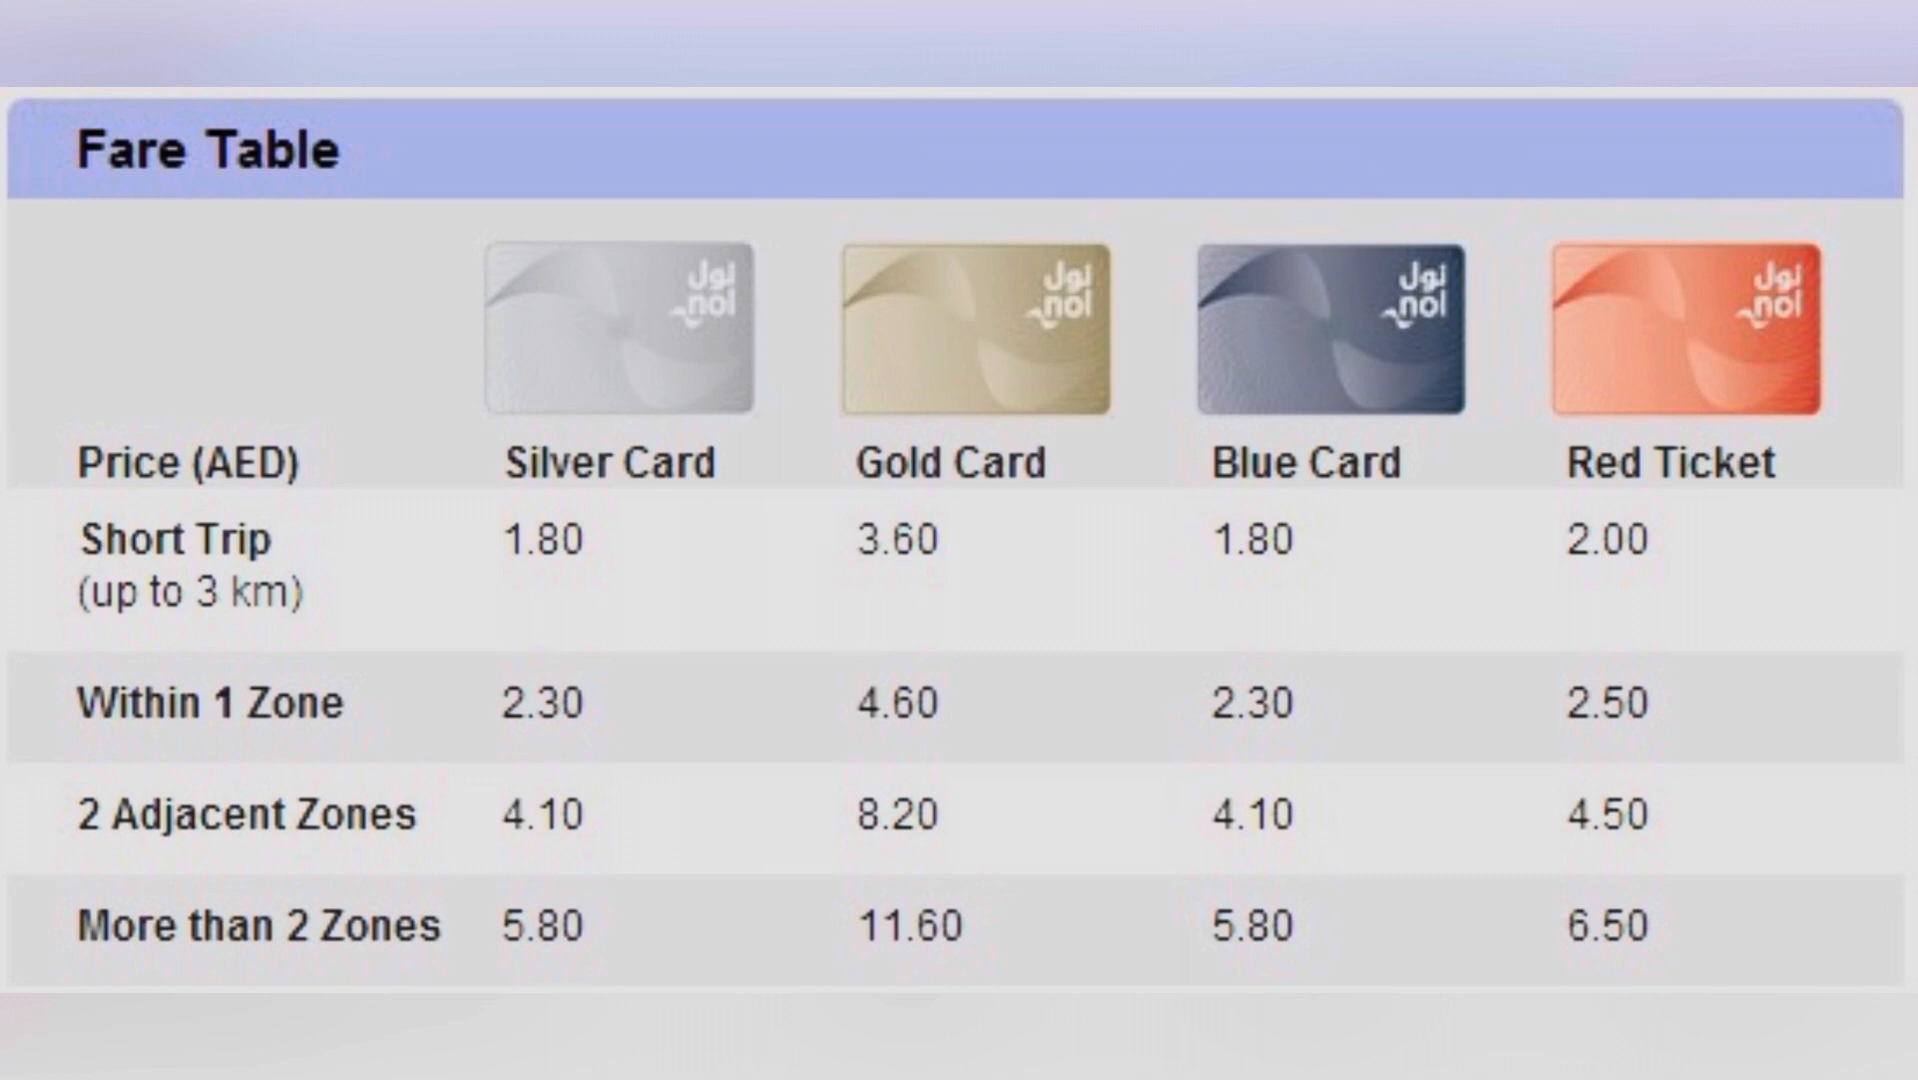 Fare Table
نول
nol
نول
nol
نول
nol
نول
nol
Price (AED) Silver Card Gold Card Blue Card Red Ticket
Short Trip 1.80 3.60 1.80 2.00
(up to 3 km)
Within 1 Zone 2.30 4.60 2.30 2.50
2 Adjacent Zones 4.10 8.20 4.10 4.50
More than 2 Zones 5.80 11.60 5.80 6.50